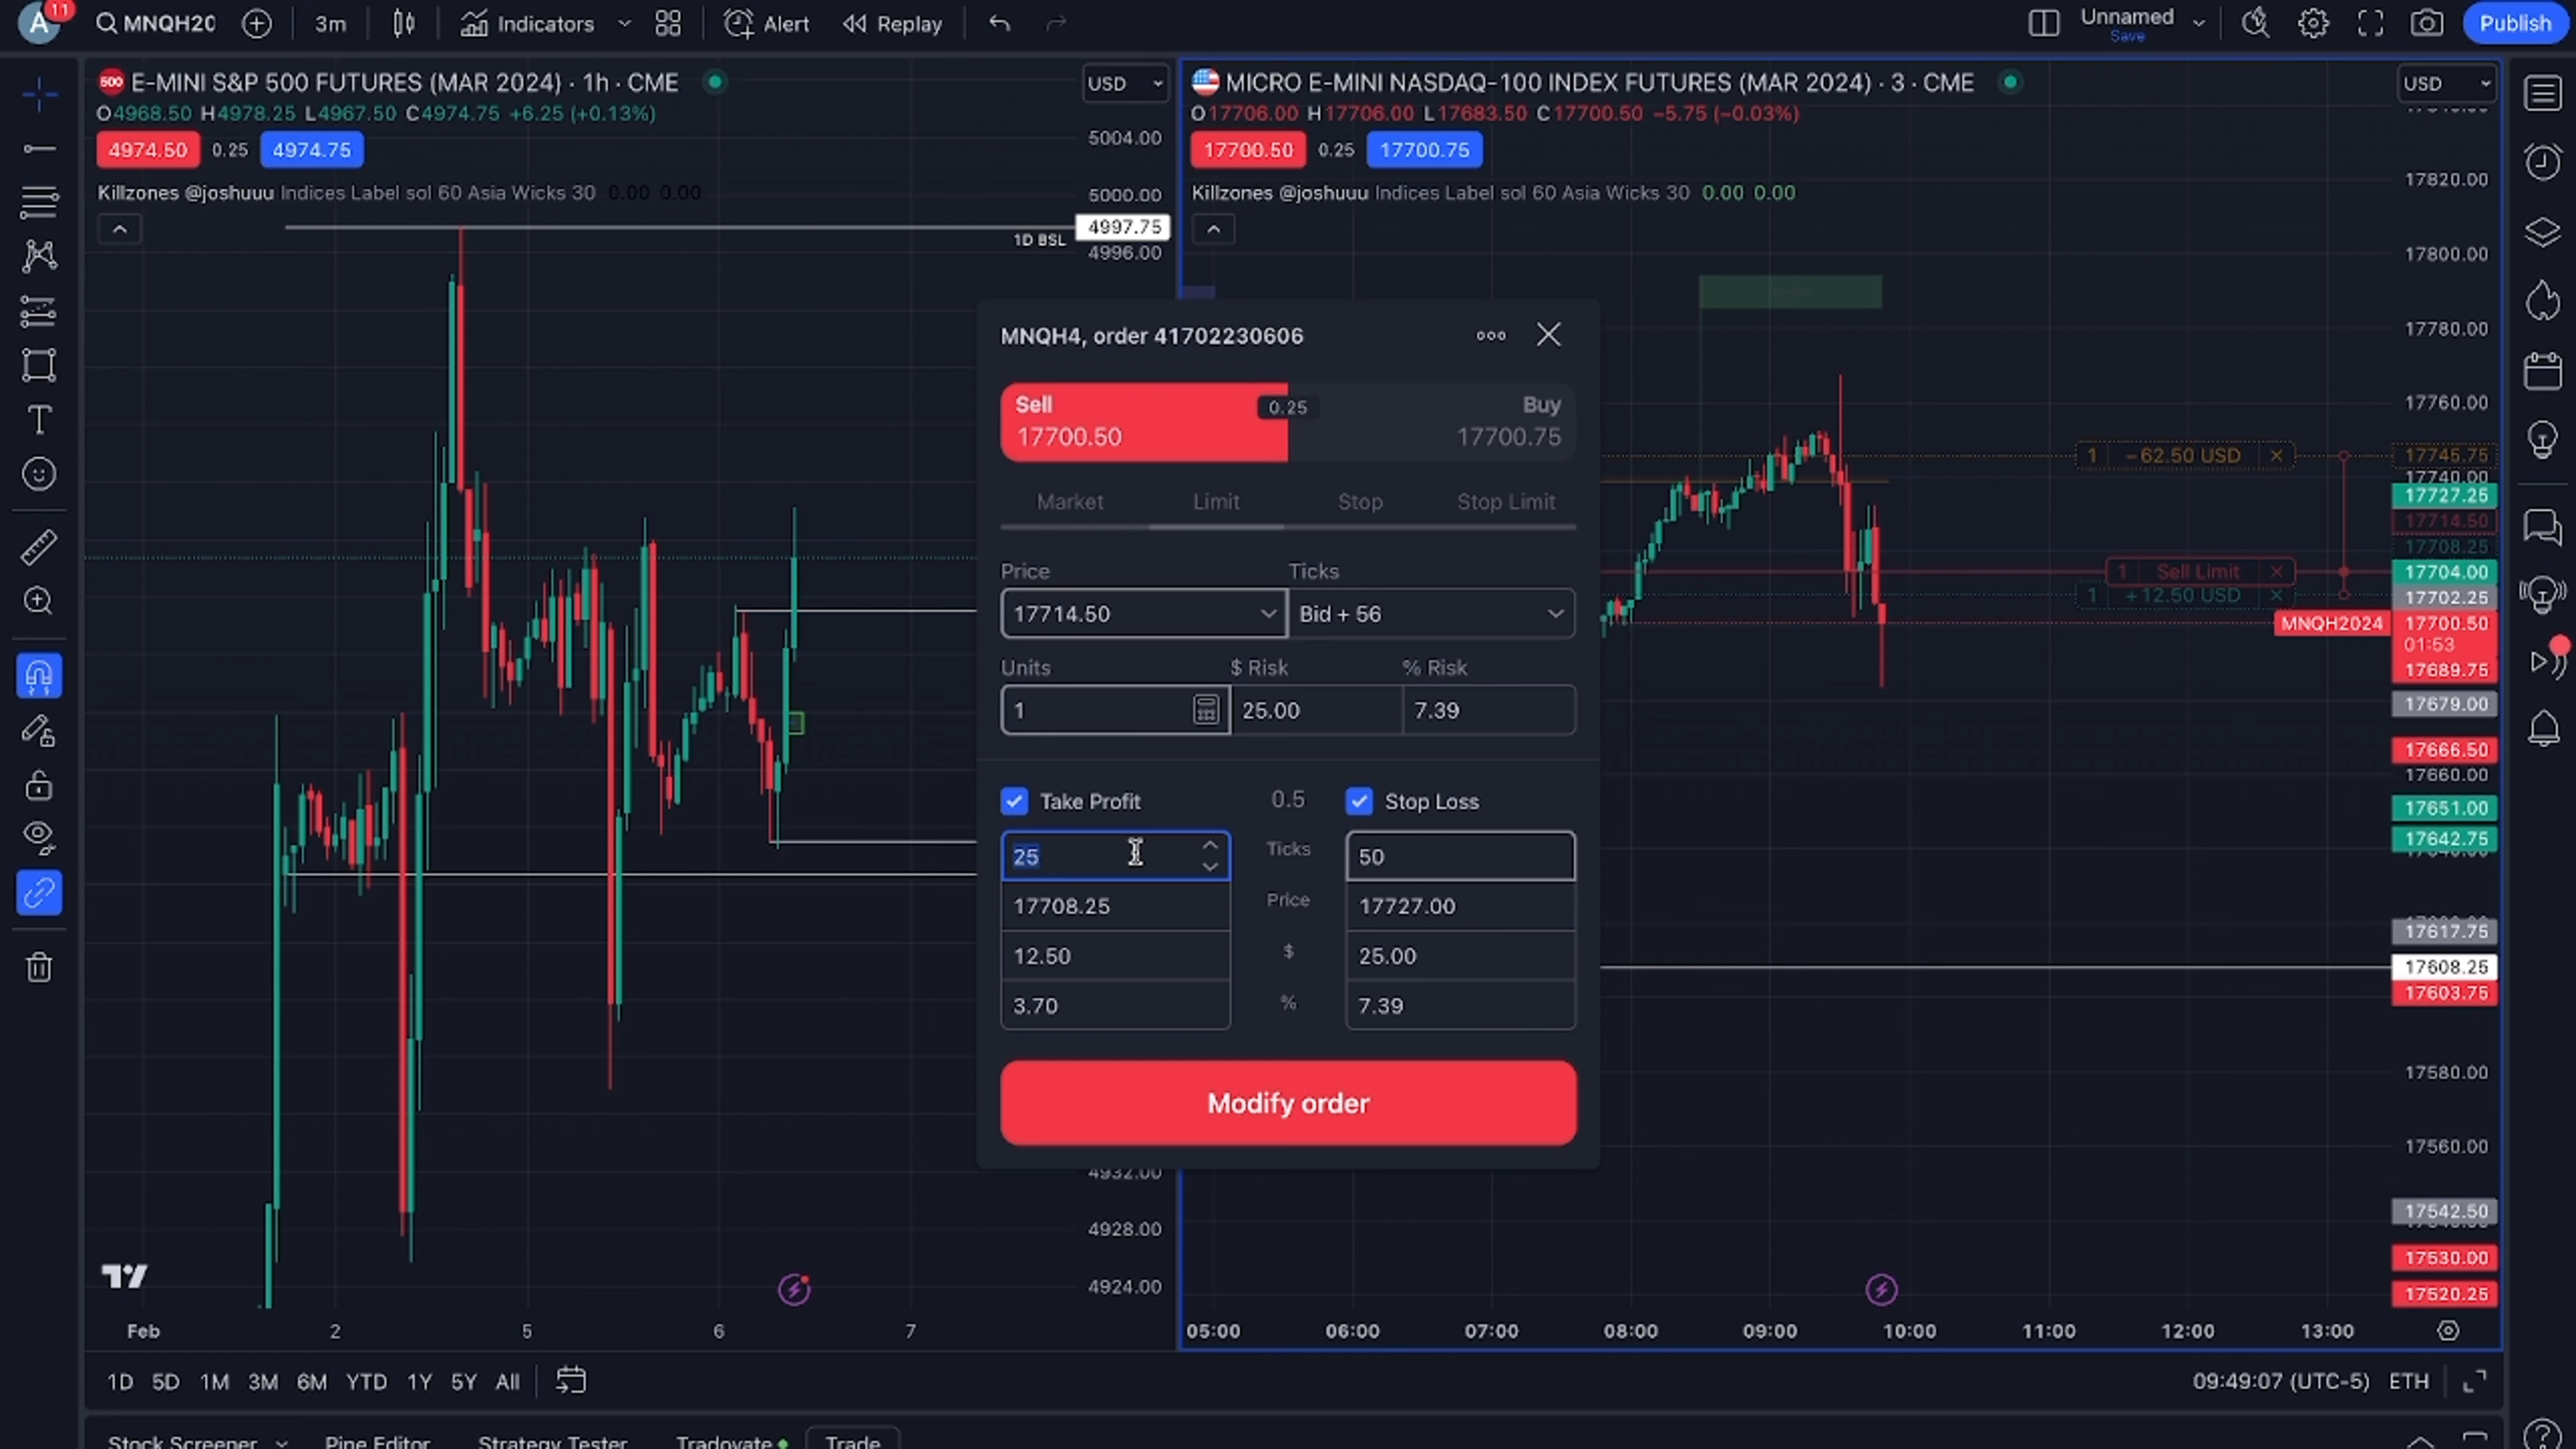 A 11 MNQH20 3m Indicators Alert Replay Unnamed Save Publish
500 E-MINI S&P 500 FUTURES (MAR 2024) · 1h · CME
O4968.50 H4978.25 L4967.50 C4974.75 +6.25 (+0.13%)
4974.50 0.25 4974.75
Killzones @joshuuu Indices Label sol 60 Asia Wicks 30 0.00 0.00
USD
5004.00
5000.00
4997.75
1D BSL
4996.00
4932.00
4928.00
4924.00
Feb 2 5 6 7
MICRO E-MINI NASDAQ-100 INDEX FUTURES (MAR 2024) · 3 · CME
O17706.00 H17706.00 L17683.50 C17700.50 −5.75 (−0.03%)
17700.50 0.25 17700.75
Killzones @joshuuu Indices Label sol 60 Asia Wicks 30 0.00 0.00
USD
17820.00
17800.00
17780.00
17760.00
1 −62.50 USD 17745.75
17740.00
17727.25
17714.50
17708.25
1 Sell Limit 17704.00
1 +12.50 USD 17702.25
MNQH2024 17700.50
01:53
17689.75
17679.00
17666.50
17660.00
17651.00
17642.75
17617.75
17608.25
17603.75
17580.00
17560.00
17542.50
17530.00
17520.25
05:00 06:00 07:00 08:00 09:00 10:00 11:00 12:00 13:00
MNQH4, order 41702230606
Sell 0.25 Buy
17700.50 17700.75
Market Limit Stop Stop Limit
Price Ticks
17714.50 Bid + 56
Units $ Risk % Risk
1 25.00 7.39
Take Profit 0.5 Stop Loss
25 Ticks 50
17708.25 Price 17727.00
12.50 $ 25.00
3.70 % 7.39
Modify order
1D 5D 1M 3M 6M YTD 1Y 5Y All 09:49:07 (UTC-5) ETH
Stock Screener Pine Editor Strategy Tester Tradovate Trade